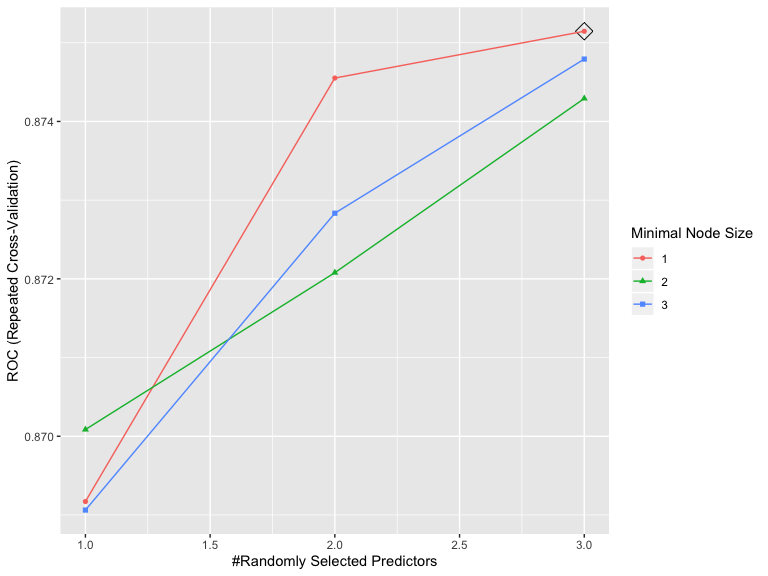 ROC (Repeated Cross-Validation)
0.874
0.872
0.870
1.0 1.5 2.0 2.5 3.0
#Randomly Selected Predictors
Minimal Node Size
1
2
3